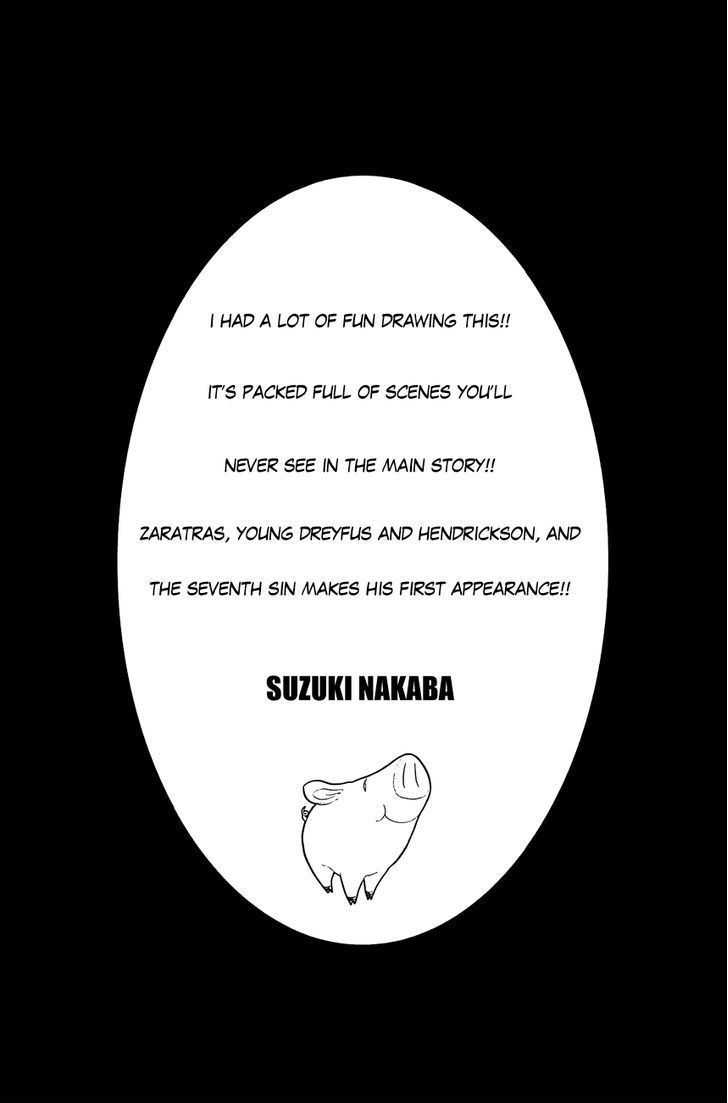 I HAD A LOT OF FUN DRAWING THIS!!
IT'S PACKED FULL OF SCENES YOU'LL
NEVER SEE IN THE MAIN STORY!!
ZARATRAS, YOUNG DREYFUS AND HENDRICKSON, AND
THE SEVENTH SIN MAKES HIS FIRST APPEARANCE!!
SUZUKI NAKABA